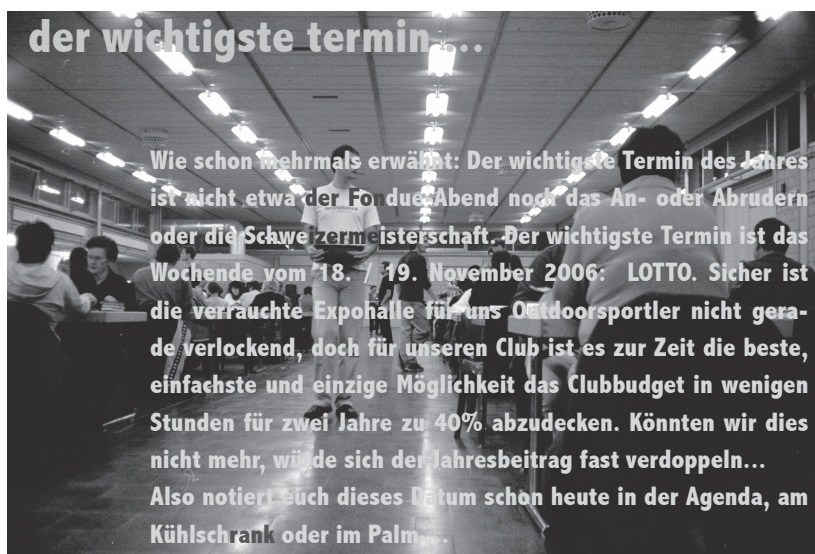 der wichtigste termin....
Wie schon mehrmals erwähnt: Der wichtigste Termin des Jahres
ist nicht etwa der Fondue-Abend noch das An- oder Abrudern
oder die Schweizermeisterschaft. Der wichtigste Termin ist das
Wochende vom 18. / 19. November 2006: LOTTO. Sicher ist
die verrauchte Expohalle für uns Outdoorsportler nicht gera-
de verlockend, doch für unseren Club ist es zur Zeit die beste,
einfachste und einzige Möglichkeit das Clubbudget in wenigen
Stunden für zwei Jahre zu 40% abzudecken. Könnten wir dies
nicht mehr, würde sich der Jahresbeitrag fast verdoppeln...
Also notiert euch dieses Datum schon heute in der Agenda, am
Kühlschrank oder im Palm....